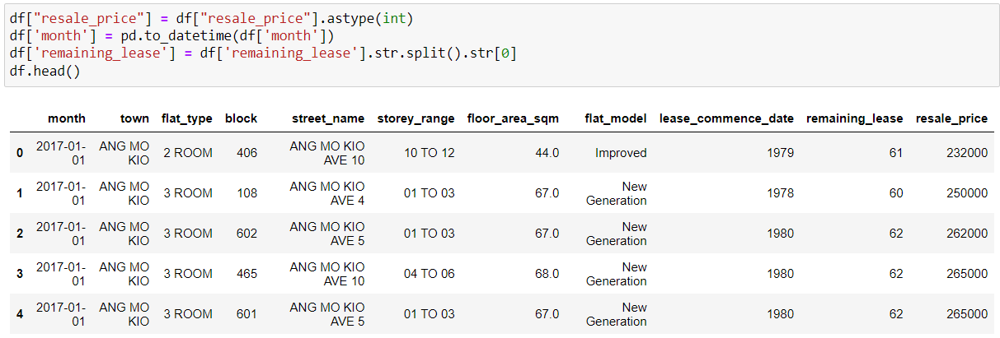 df["resale_price"] = df["resale_price"].astype(int)
df['month'] = pd.to_datetime(df['month'])
df['remaining_lease'] = df['remaining_lease'].str.split().str[0]
df.head()
month town flat_type block street_name storey_range floor_area_sqm flat_model lease_commence_date remaining_lease resale_price
0 2017-01-01 ANG MO KIO 2 ROOM 406 ANG MO KIO AVE 10 10 TO 12 44.0 Improved 1979 61 232000
1 2017-01-01 ANG MO KIO 3 ROOM 108 ANG MO KIO AVE 4 01 TO 03 67.0 New Generation 1978 60 250000
2 2017-01-01 ANG MO KIO 3 ROOM 602 ANG MO KIO AVE 5 01 TO 03 67.0 New Generation 1980 62 262000
3 2017-01-01 ANG MO KIO 3 ROOM 465 ANG MO KIO AVE 10 04 TO 06 68.0 New Generation 1980 62 265000
4 2017-01-01 ANG MO KIO 3 ROOM 601 ANG MO KIO AVE 5 01 TO 03 67.0 New Generation 1980 62 265000